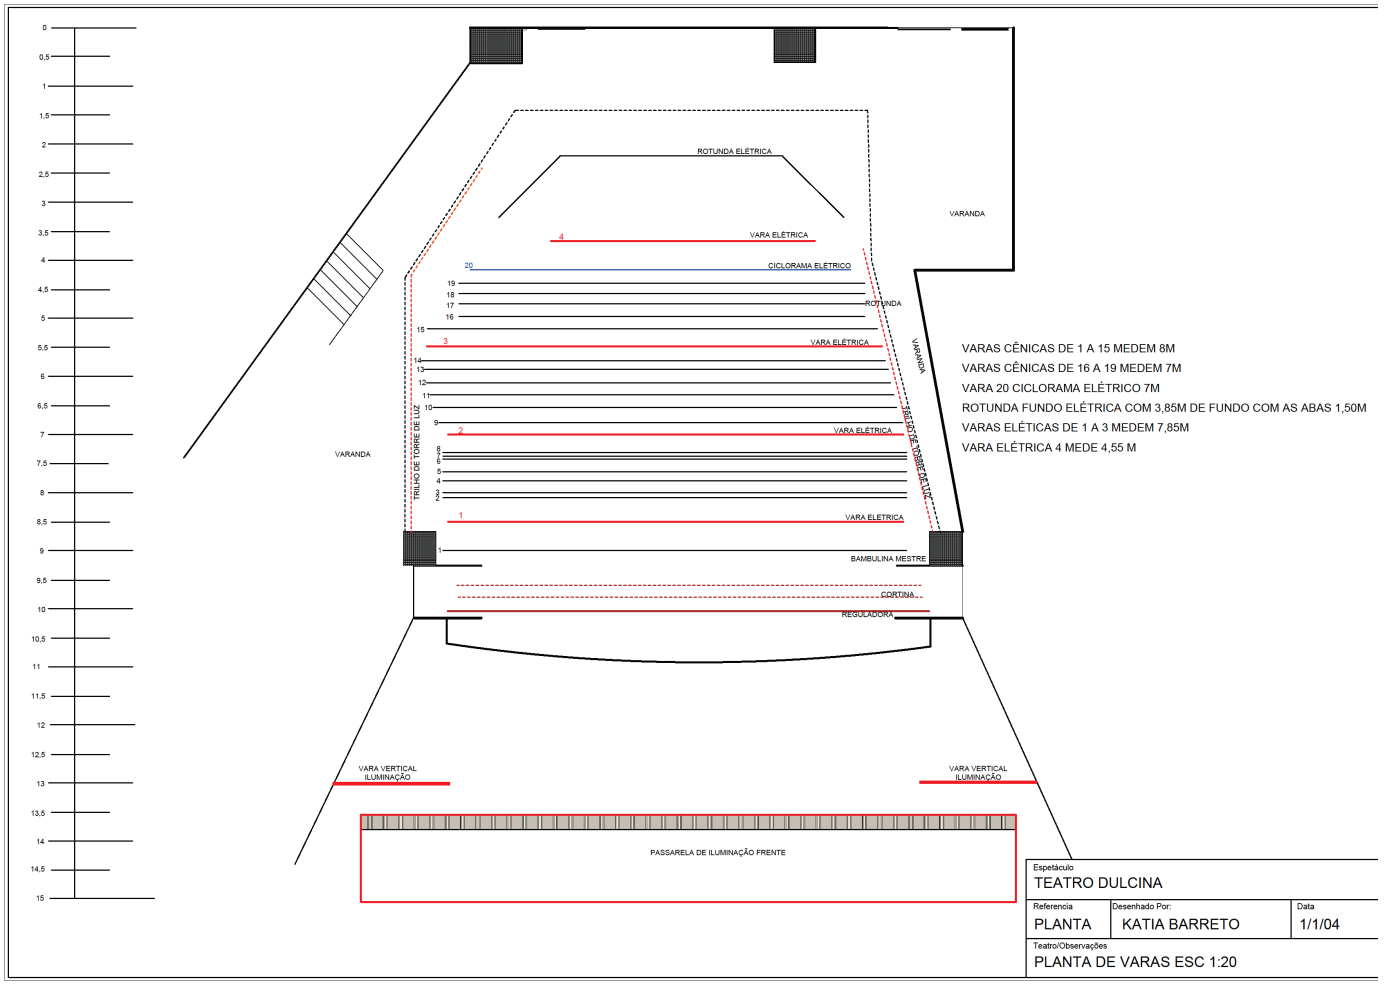 0
0,5
1
1,5
2
2,5
3
3,5
4
4,5
5
5,5
6
6,5
7
7,5
8
8,5
9
9,5
10
10,5
11
11,5
12
12,5
13
13,5
14
14,5
15
ROTUNDA ELÉTRICA
VARANDA
4 VARA ELÉTRICA
20 CICLORAMA ELÉTRICO
19
18
17 ROTUNDA
16
15
3 VARA ELÉTRICA
VARANDA
14
13
12
11
10
9
TRILHO DE TORRE DE LUZ
TRILHO DE TORRE DE LUZ
2 VARA ELÉTRICA
VARANDA
8
7
6
5
4
3
2
1 VARA ELETRICA
1
BAMBULINA MESTRE
CORTINA
REGULADORA
VARAS CÊNICAS DE 1 A 15 MEDEM 8M
VARAS CÊNICAS DE 16 A 19 MEDEM 7M
VARA 20 CICLORAMA ELÉTRICO 7M
ROTUNDA FUNDO ELÉTRICA COM 3,85M DE FUNDO COM AS ABAS 1,50M
VARAS ELÉTICAS DE 1 A 3 MEDEM 7,85M
VARA ELÉTRICA 4 MEDE 4,55 M
VARA VERTICAL
ILUMINAÇÃO
VARA VERTICAL
ILUMINAÇÃO
PASSARELA DE ILUMINAÇÃO FRENTE
Espetáculo
TEATRO DULCINA
Referencia Desenhado Por: Data
PLANTA KATIA BARRETO 1/1/04
Teatro/Observações
PLANTA DE VARAS ESC 1:20